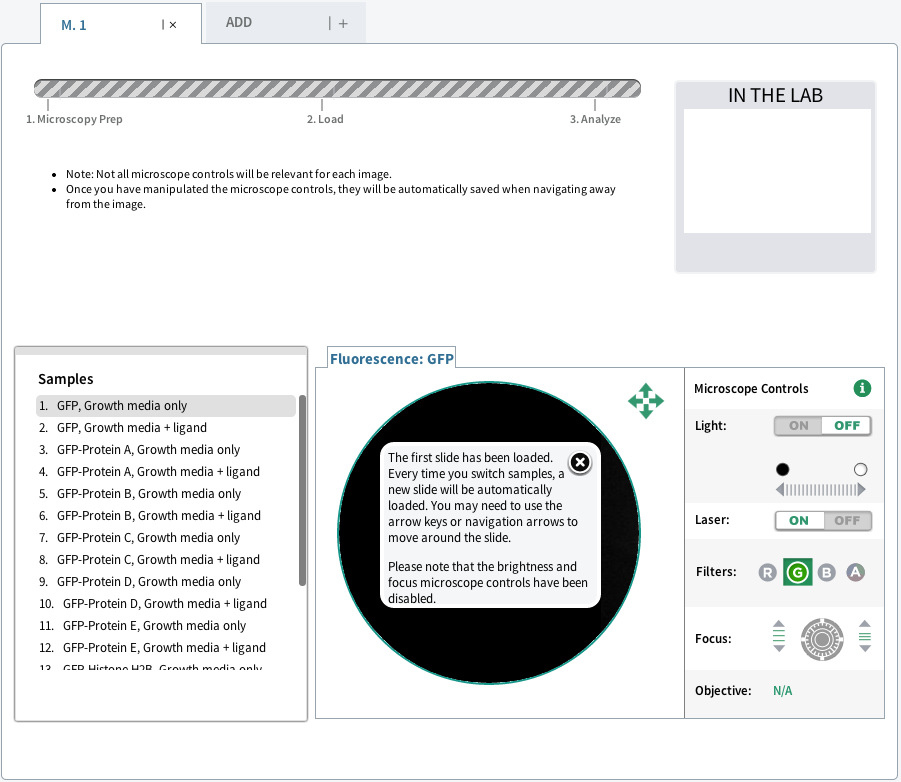 M. 1 | ×
ADD | +
1. Microscopy Prep
2. Load
3. Analyze
IN THE LAB
• Note: Not all microscope controls will be relevant for each image.
• Once you have manipulated the microscope controls, they will be automatically saved when navigating away
from the image.
Samples
1. GFP, Growth media only
2. GFP, Growth media + ligand
3. GFP-Protein A, Growth media only
4. GFP-Protein A, Growth media + ligand
5. GFP-Protein B, Growth media only
6. GFP-Protein B, Growth media + ligand
7. GFP-Protein C, Growth media only
8. GFP-Protein C, Growth media + ligand
9. GFP-Protein D, Growth media only
10. GFP-Protein D, Growth media + ligand
11. GFP-Protein E, Growth media only
12. GFP-Protein E, Growth media + ligand
13. GFP-Histone H2B, Growth media only
Fluorescence: GFP
The first slide has been loaded.
Every time you switch samples, a
new slide will be automatically
loaded. You may need to use the
arrow keys or navigation arrows to
move around the slide.
Please note that the brightness and
focus microscope controls have been
disabled.
Microscope Controls i
Light: ON OFF
Laser: ON OFF
Filters: R G B A
Focus:
Objective: N/A